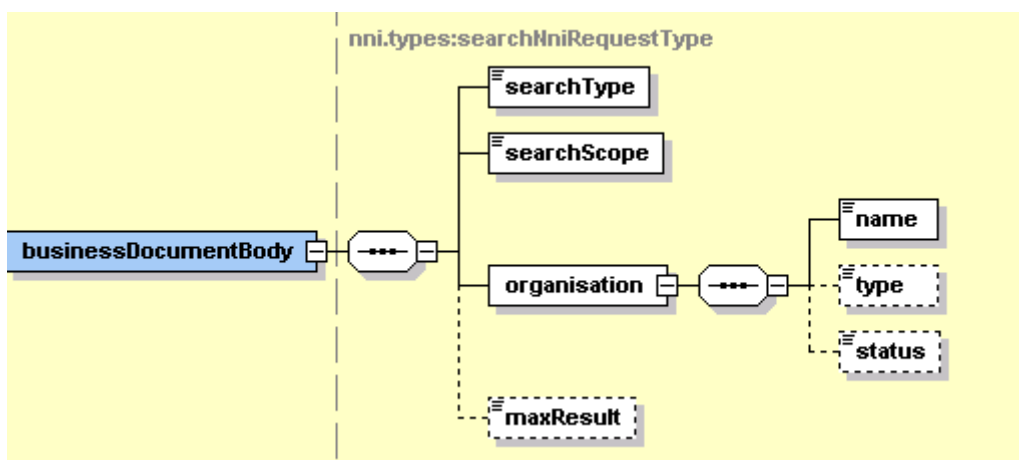 nni.types:searchNniRequestType
searchType
searchScope
businessDocumentBody
organisation
name
type
status
maxResult